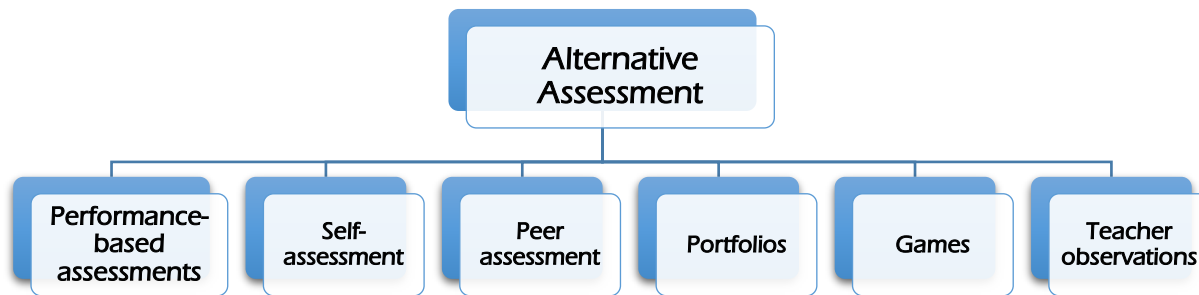 Alternative
Assessment
Performance-
based
assessments
Self-
assessment
Peer
assessment
Portfolios
Games
Teacher
observations